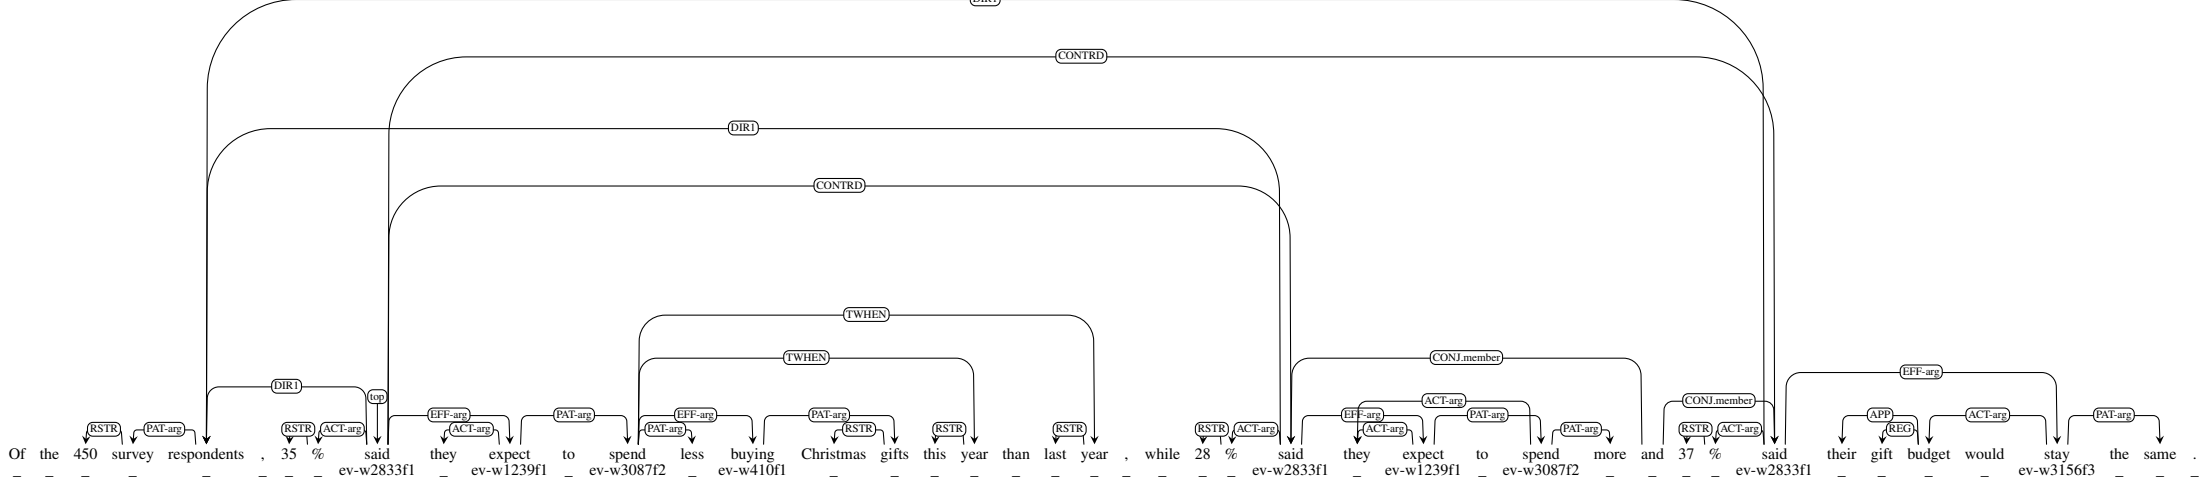 DIR1
CONTRD
DIR1
CONTRD
TWHEN
TWHEN CONJ.member
EFF-arg
DIR1 top ACT-arg CONJ.member
EFF-arg PAT-arg EFF-arg PAT-arg EFF-arg PAT-arg APP ACT-arg PAT-arg
RSTR PAT-arg RSTR ACT-arg ACT-arg PAT-arg RSTR RSTR RSTR RSTR ACT-arg ACT-arg PAT-arg RSTR ACT-arg REG
Of the 450 survey respondents , 35 % said they expect to spend less buying Christmas gifts this year than last year , while 28 % said they expect to spend more and 37 % said their gift budget would stay the same .
ev-w2833f1 ev-w1239f1 ev-w3087f2 ev-w410f1 ev-w2833f1 ev-w1239f1 ev-w3087f2 ev-w2833f1 ev-w3156f3